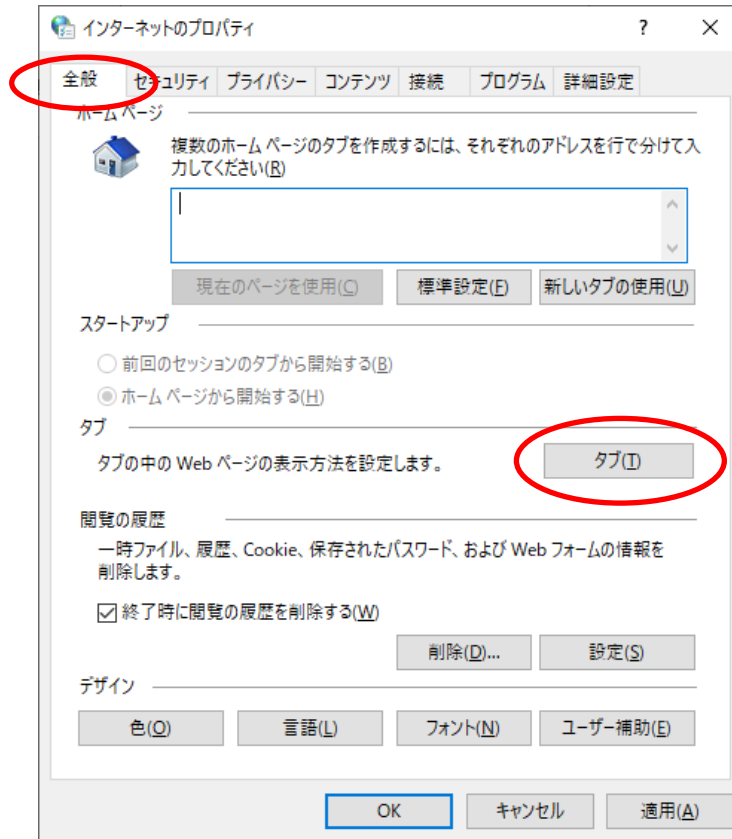 インターネットのプロパティ
全般 セキュリティ プライバシー コンテンツ 接続 プログラム 詳細設定
ホーム ページ
複数のホーム ページのタブを作成するには、それぞれのアドレスを行で分けて入
力してください(R)
現在のページを使用(C) 標準設定(F) 新しいタブの使用(U)
スタートアップ
前回のセッションのタブから開始する(B)
ホーム ページから開始する(H)
タブ
タブの中の Web ページの表示方法を設定します。 タブ(T)
閲覧の履歴
一時ファイル、履歴、Cookie、保存されたパスワード、および Web フォームの情報を
削除します。
終了時に閲覧の履歴を削除する(W)
削除(D)... 設定(S)
デザイン
色(O) 言語(L) フォント(N) ユーザー補助(E)
OK キャンセル 適用(A)